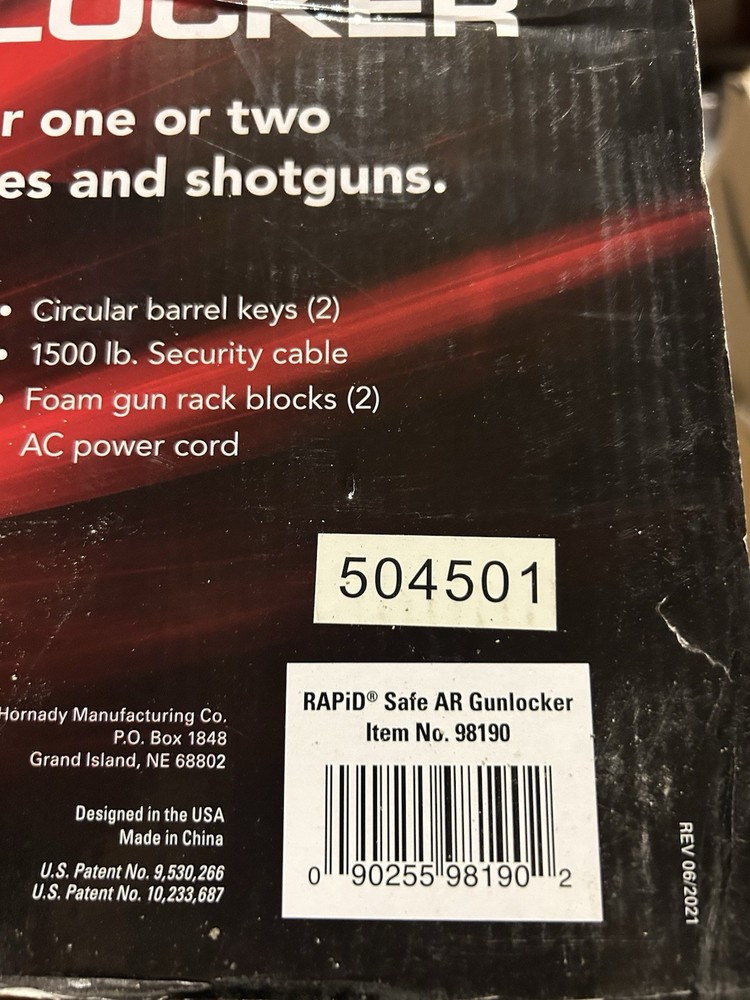 LOCKER
r one or two
es and shotguns.
• Circular barrel keys (2)
• 1500 lb. Security cable
• Foam gun rack blocks (2)
AC power cord
504501
RAPiD® Safe AR Gunlocker
Item No. 98190
0 90255 98190 2
Hornady Manufacturing Co.
P.O. Box 1848
Grand Island, NE 68802
Designed in the USA
Made in China
U.S. Patent No. 9,530,266
U.S. Patent No. 10,233,687
REV 06/2021